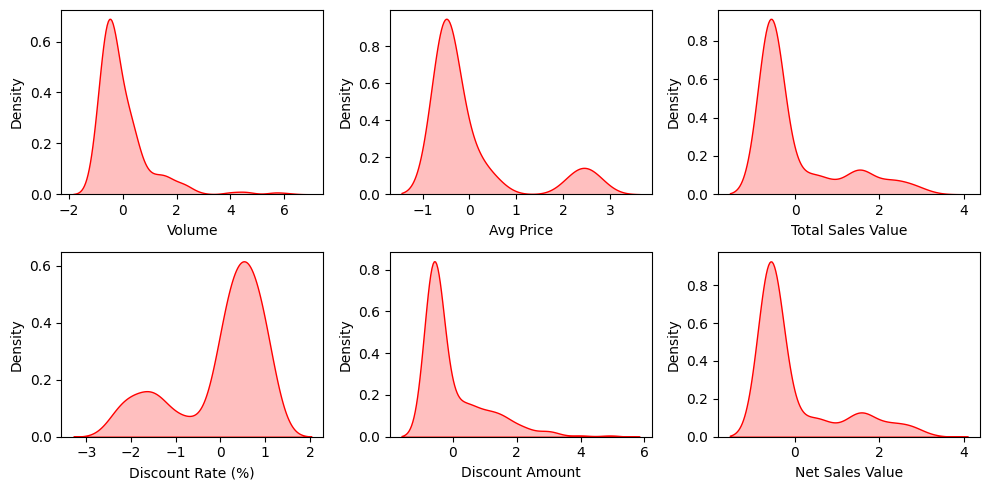 Density
0.6
0.4
0.2
0.0
−2 0 2 4 6
Volume
Density
0.8
0.6
0.4
0.2
0.0
−1 0 1 2 3
Avg Price
Density
0.8
0.6
0.4
0.2
0.0
0 2 4
Total Sales Value
Density
0.6
0.4
0.2
0.0
−3 −2 −1 0 1 2
Discount Rate (%)
Density
0.8
0.6
0.4
0.2
0.0
0 2 4 6
Discount Amount
Density
0.8
0.6
0.4
0.2
0.0
0 2 4
Net Sales Value